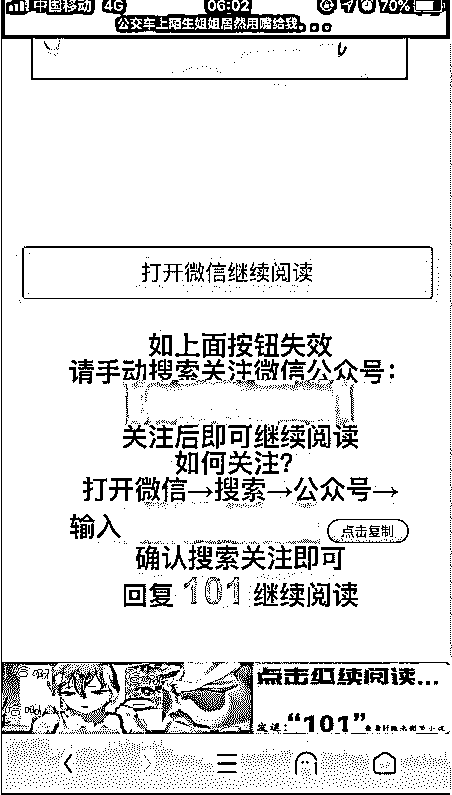 中国移动 4G 06:02 70%
公交车上陌生姐姐居然用嘴给我。。。
打开微信继续阅读
如上面按钮失效
请手动搜索关注微信公众号：
关注后即可继续阅读
如何关注？
打开微信→搜索→公众号→
输入 点击复制
确认搜索关注即可
回复 101 继续阅读
点击继续阅读...
发送：“101”